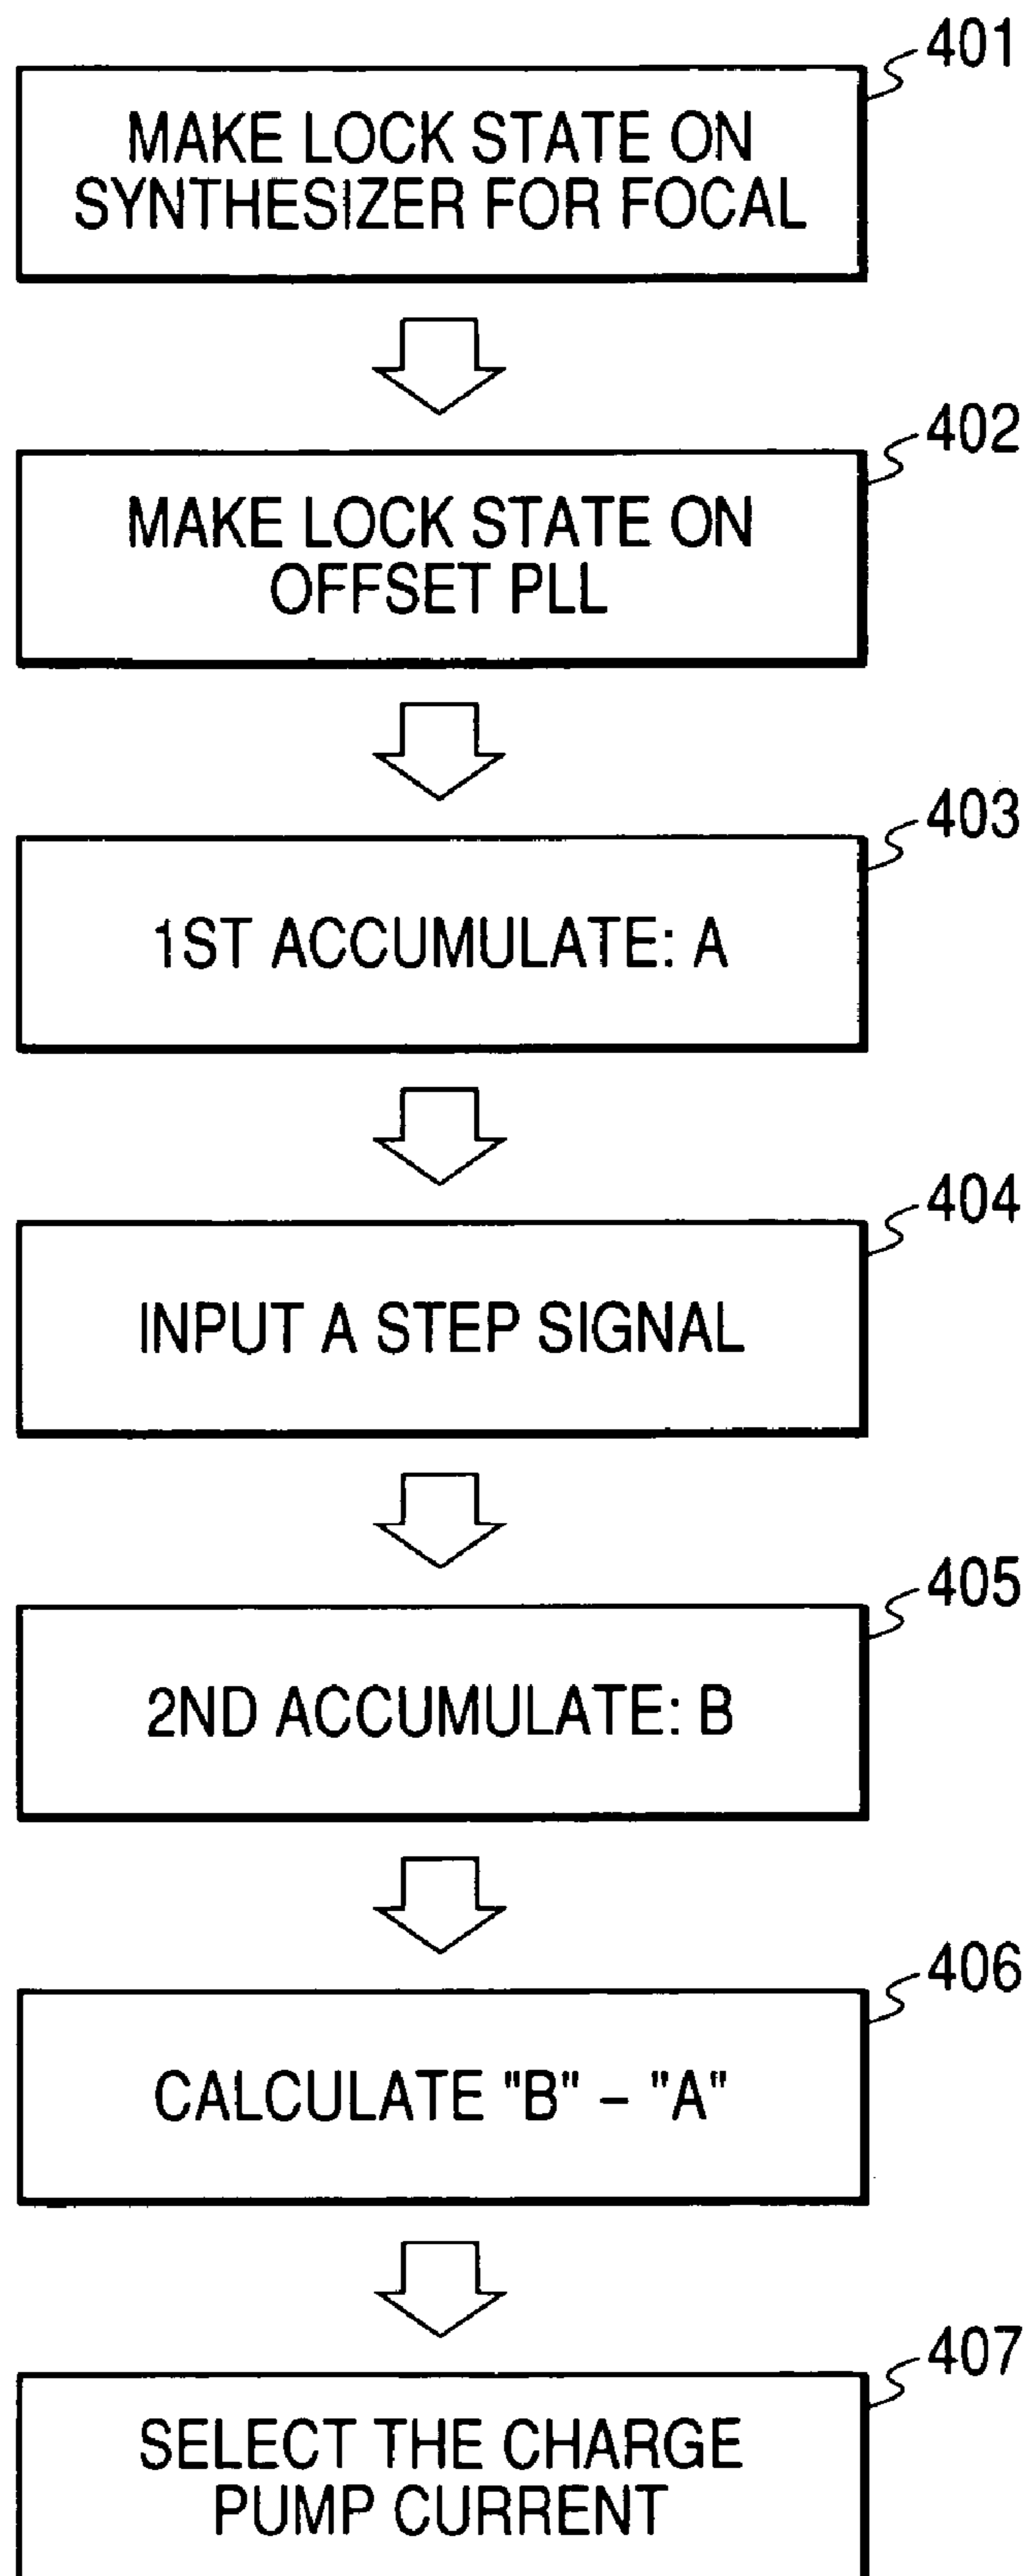 401
MAKE LOCK STATE ON
SYNTHESIZER FOR FOCAL
402
MAKE LOCK STATE ON
OFFSET PLL
403
1ST ACCUMULATE: A
404
INPUT A STEP SIGNAL
405
2ND ACCUMULATE: B
406
CALCULATE "B" – "A"
407
SELECT THE CHARGE
PUMP CURRENT